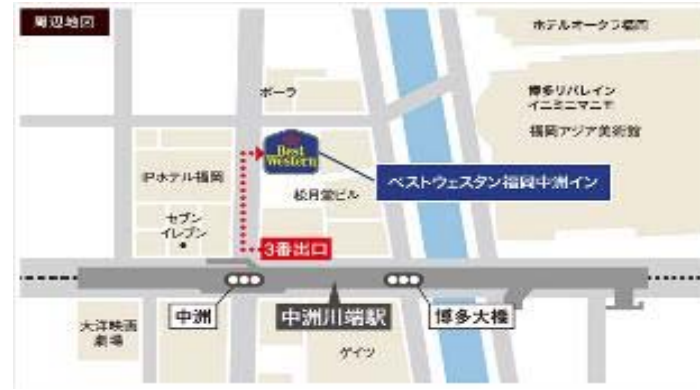 周辺地図
ホテルオークラ福岡
ポーラ
博多リバレイン
イニミニマニモ
福岡アジア美術館
Best
Western
IPホテル福岡
ベストウェスタン福岡中洲イン
松月堂ビル
セブン
イレブン
3番出口
中洲
中洲川端駅
博多大橋
大洋映画
劇場
ゲイツ